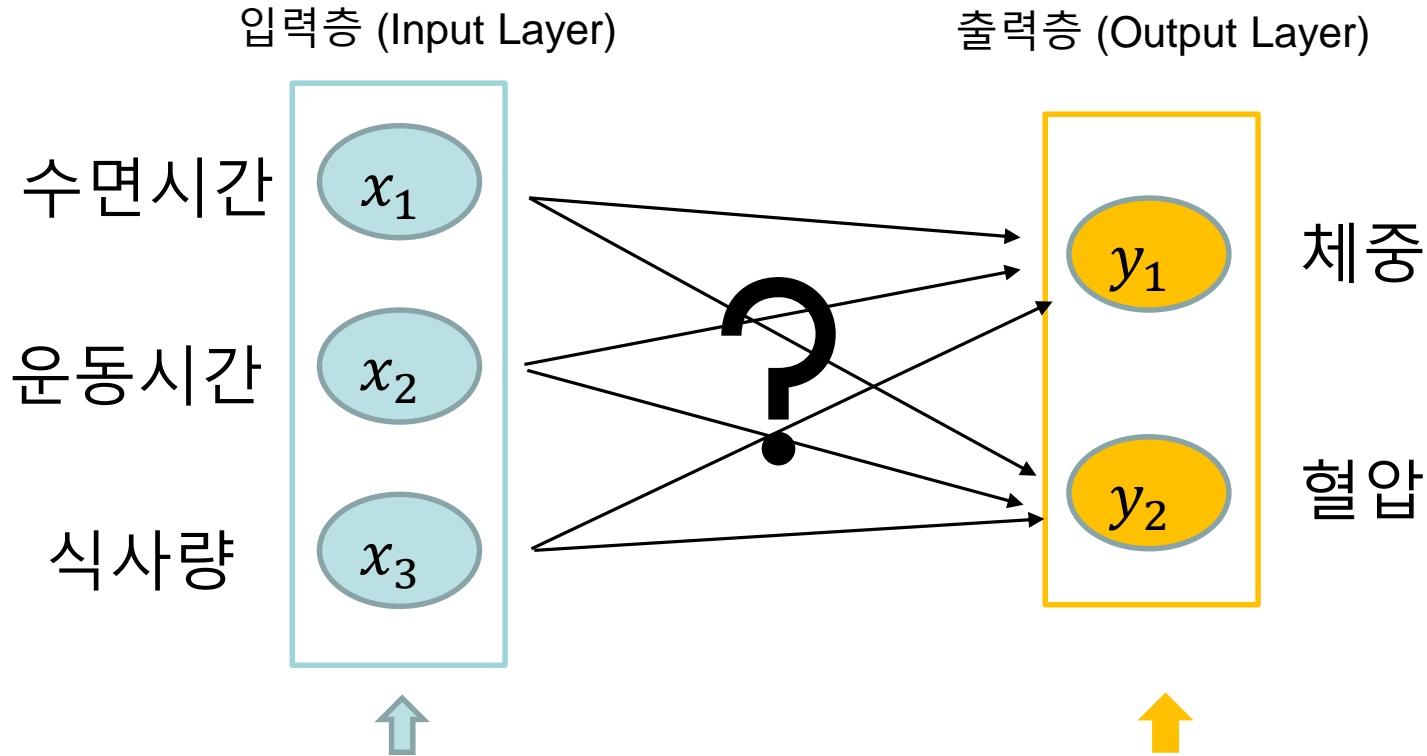 입력층 (Input Layer)
출력층 (Output Layer)
수면시간
x₁
운동시간
x₂
식사량
x₃
?
y₁
체중
y₂
혈압